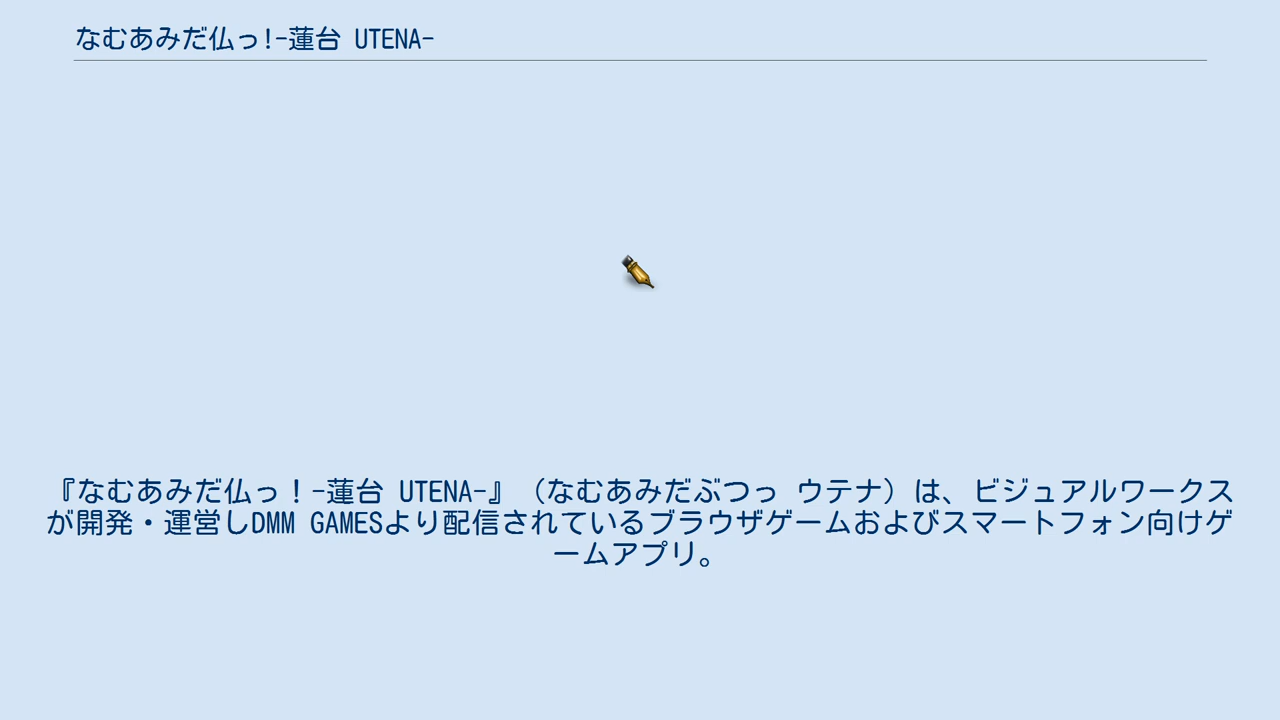 なむあみだ仏っ!-蓮台 UTENA-
『なむあみだ仏っ！-蓮台 UTENA-』（なむあみだぶつっ ウテナ）は、ビジュアルワークス
が開発・運営しDMM GAMESより配信されているブラウザゲームおよびスマートフォン向けゲ
ームアプリ。